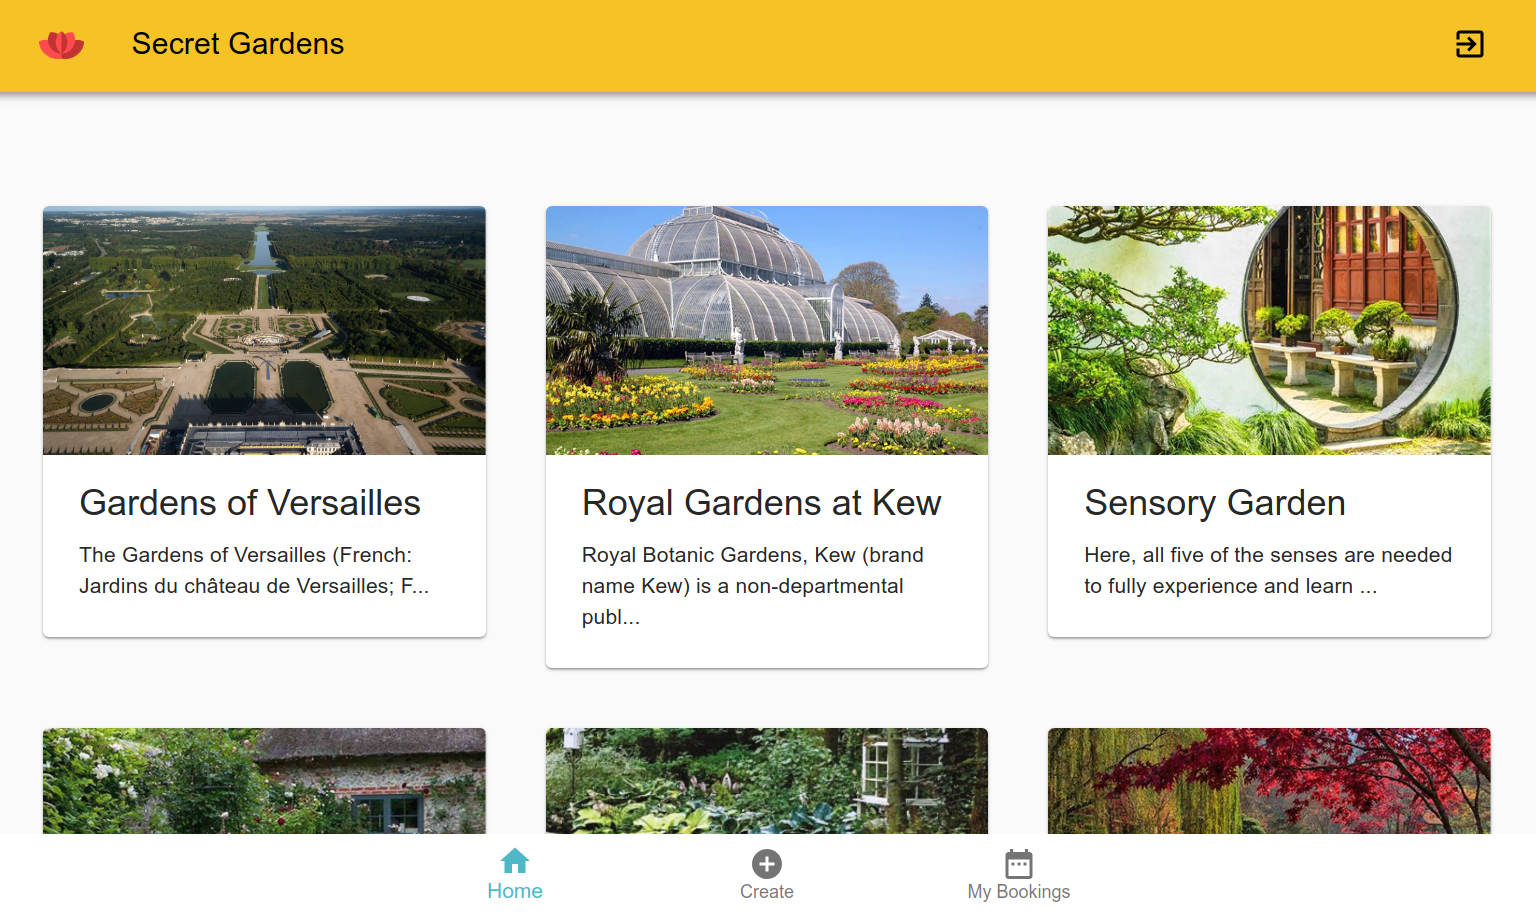 Secret Gardens
Gardens of Versailles
The Gardens of Versailles (French:
Jardins du château de Versailles; F...
Royal Gardens at Kew
Royal Botanic Gardens, Kew (brand
name Kew) is a non-departmental
publ...
Sensory Garden
Here, all five of the senses are needed
to fully experience and learn ...
Home
Create
My Bookings